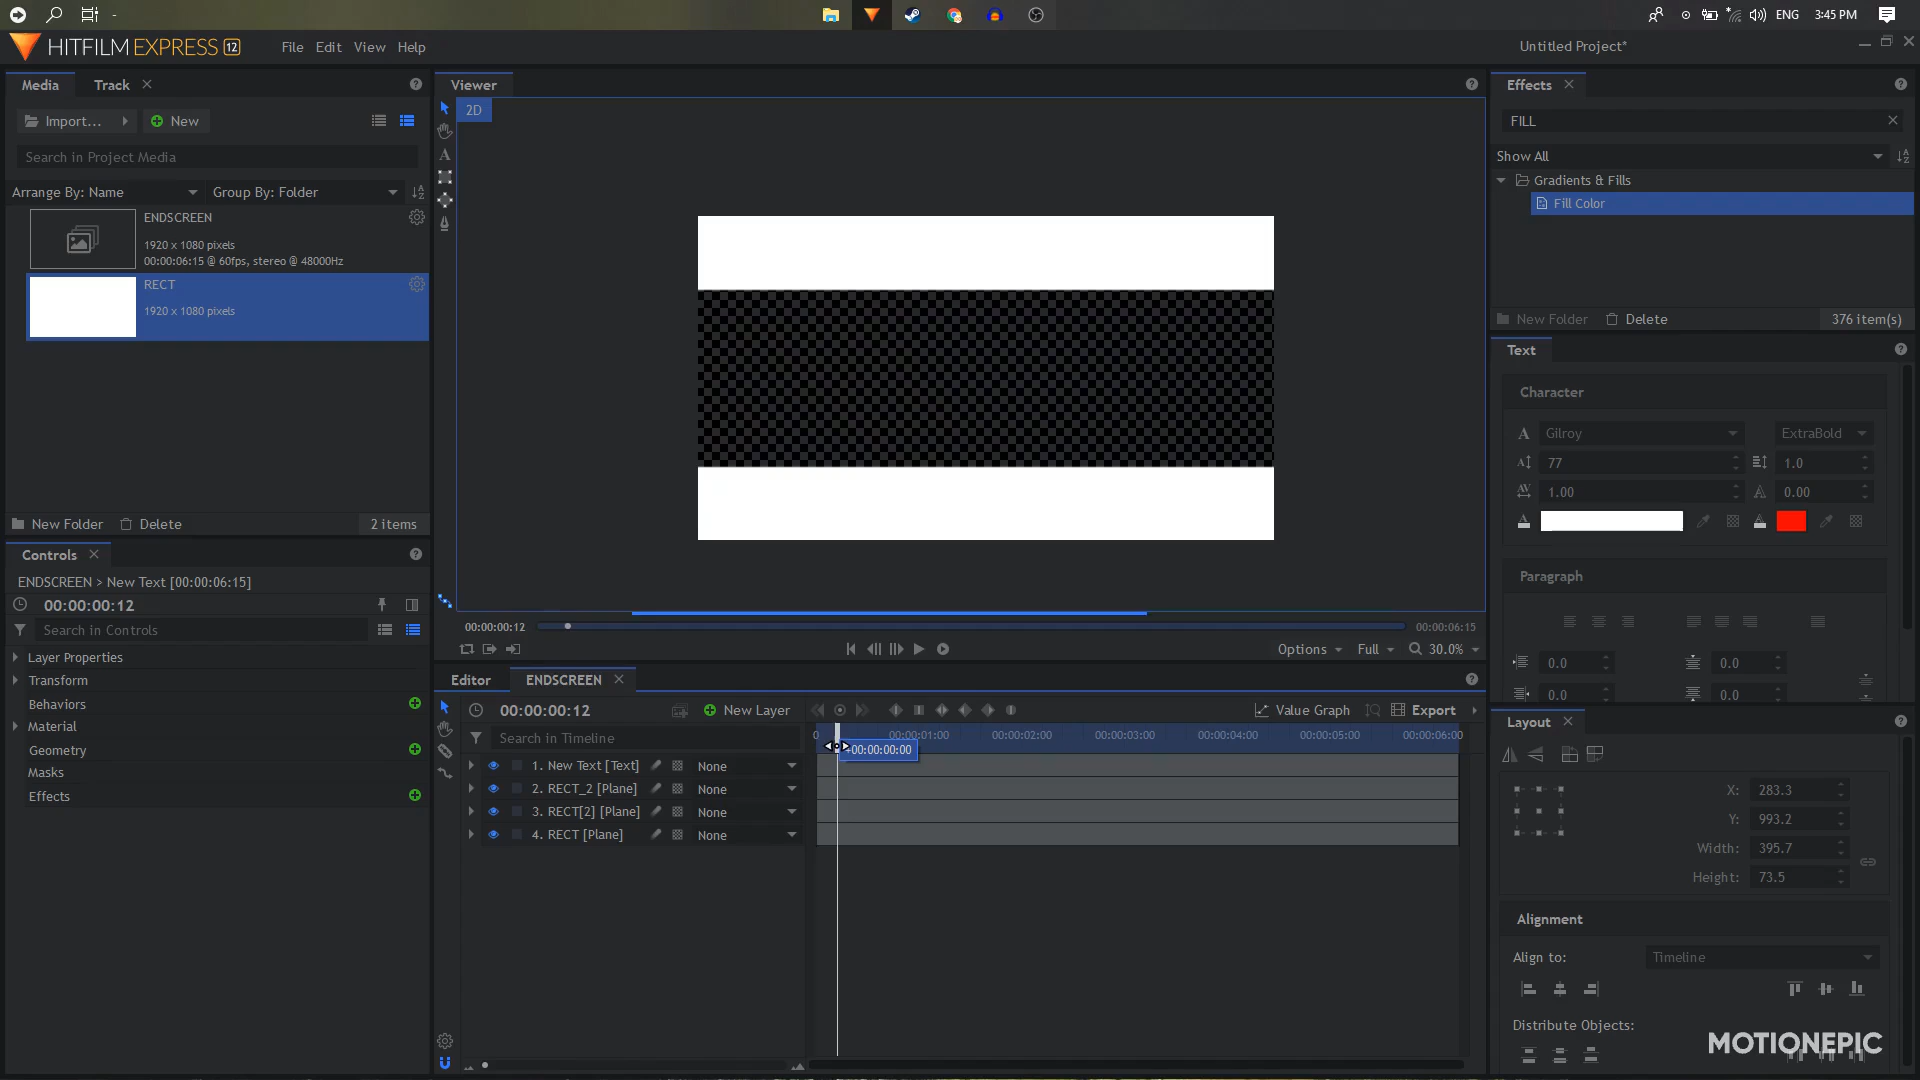 ENG
3:45 PM
HITFILM EXPRESS 12
File Edit View Help
Untitled Project*
Media
Track
Import...
New
Search in Project Media
Arrange By: Name
Group By: Folder
ENDSCREEN
1920 x 1080 pixels
00:00:06:15 @ 60fps, stereo @ 48000Hz
RECT
1920 x 1080 pixels
New Folder
Delete
2 items
Viewer
2D
00:00:00:12
00:00:06:15
Options
Full
30.0%
Effects
FILL
Show All
Gradients & Fills
Fill Color
New Folder
Delete
376 item(s)
Text
Character
Gilroy
ExtraBold
77
1.0
1.00
0.00
Paragraph
0.0
0.0
0.0
0.0
Controls
ENDSCREEN > New Text [00:00:06:15]
00:00:00:12
Search in Controls
Layer Properties
Transform
Behaviors
Material
Geometry
Masks
Effects
Editor
ENDSCREEN
00:00:00:12
New Layer
Value Graph
Export
Search in Timeline
0
00:00:01:00
00:00:02:00
00:00:03:00
00:00:04:00
00:00:05:00
00:00:06:00
+00:00:00:00
1. New Text [Text]
None
2. RECT_2 [Plane]
None
3. RECT[2] [Plane]
None
4. RECT [Plane]
None
Layout
X: 283.3
Y: 993.2
Width: 395.7
Height: 73.5
Alignment
Align to:
Timeline
Distribute Objects:
MOTIONEPIC